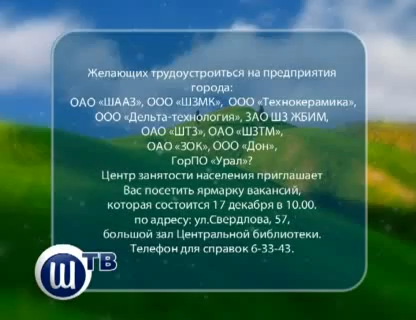 Желающих трудоустроиться на предприятия
города:
ОАО «ШААЗ», ООО «ШЗМК», ООО «Технокерамика»,
ООО «Дельта-технология», ЗАО ШЗ ЖБИМ,
ОАО «ШТЗ», ОАО «ШЗТМ»,
ОАО «ЗОК», ООО «Дон»,
ГорПО «Урал»?
Центр занятости населения приглашает
Вас посетить ярмарку вакансий,
которая состоится 17 декабря в 10.00.
по адресу: ул.Свердлова, 57,
большой зал Центральной библиотеки.
Телефон для справок 6-33-43.
Ш ТВ